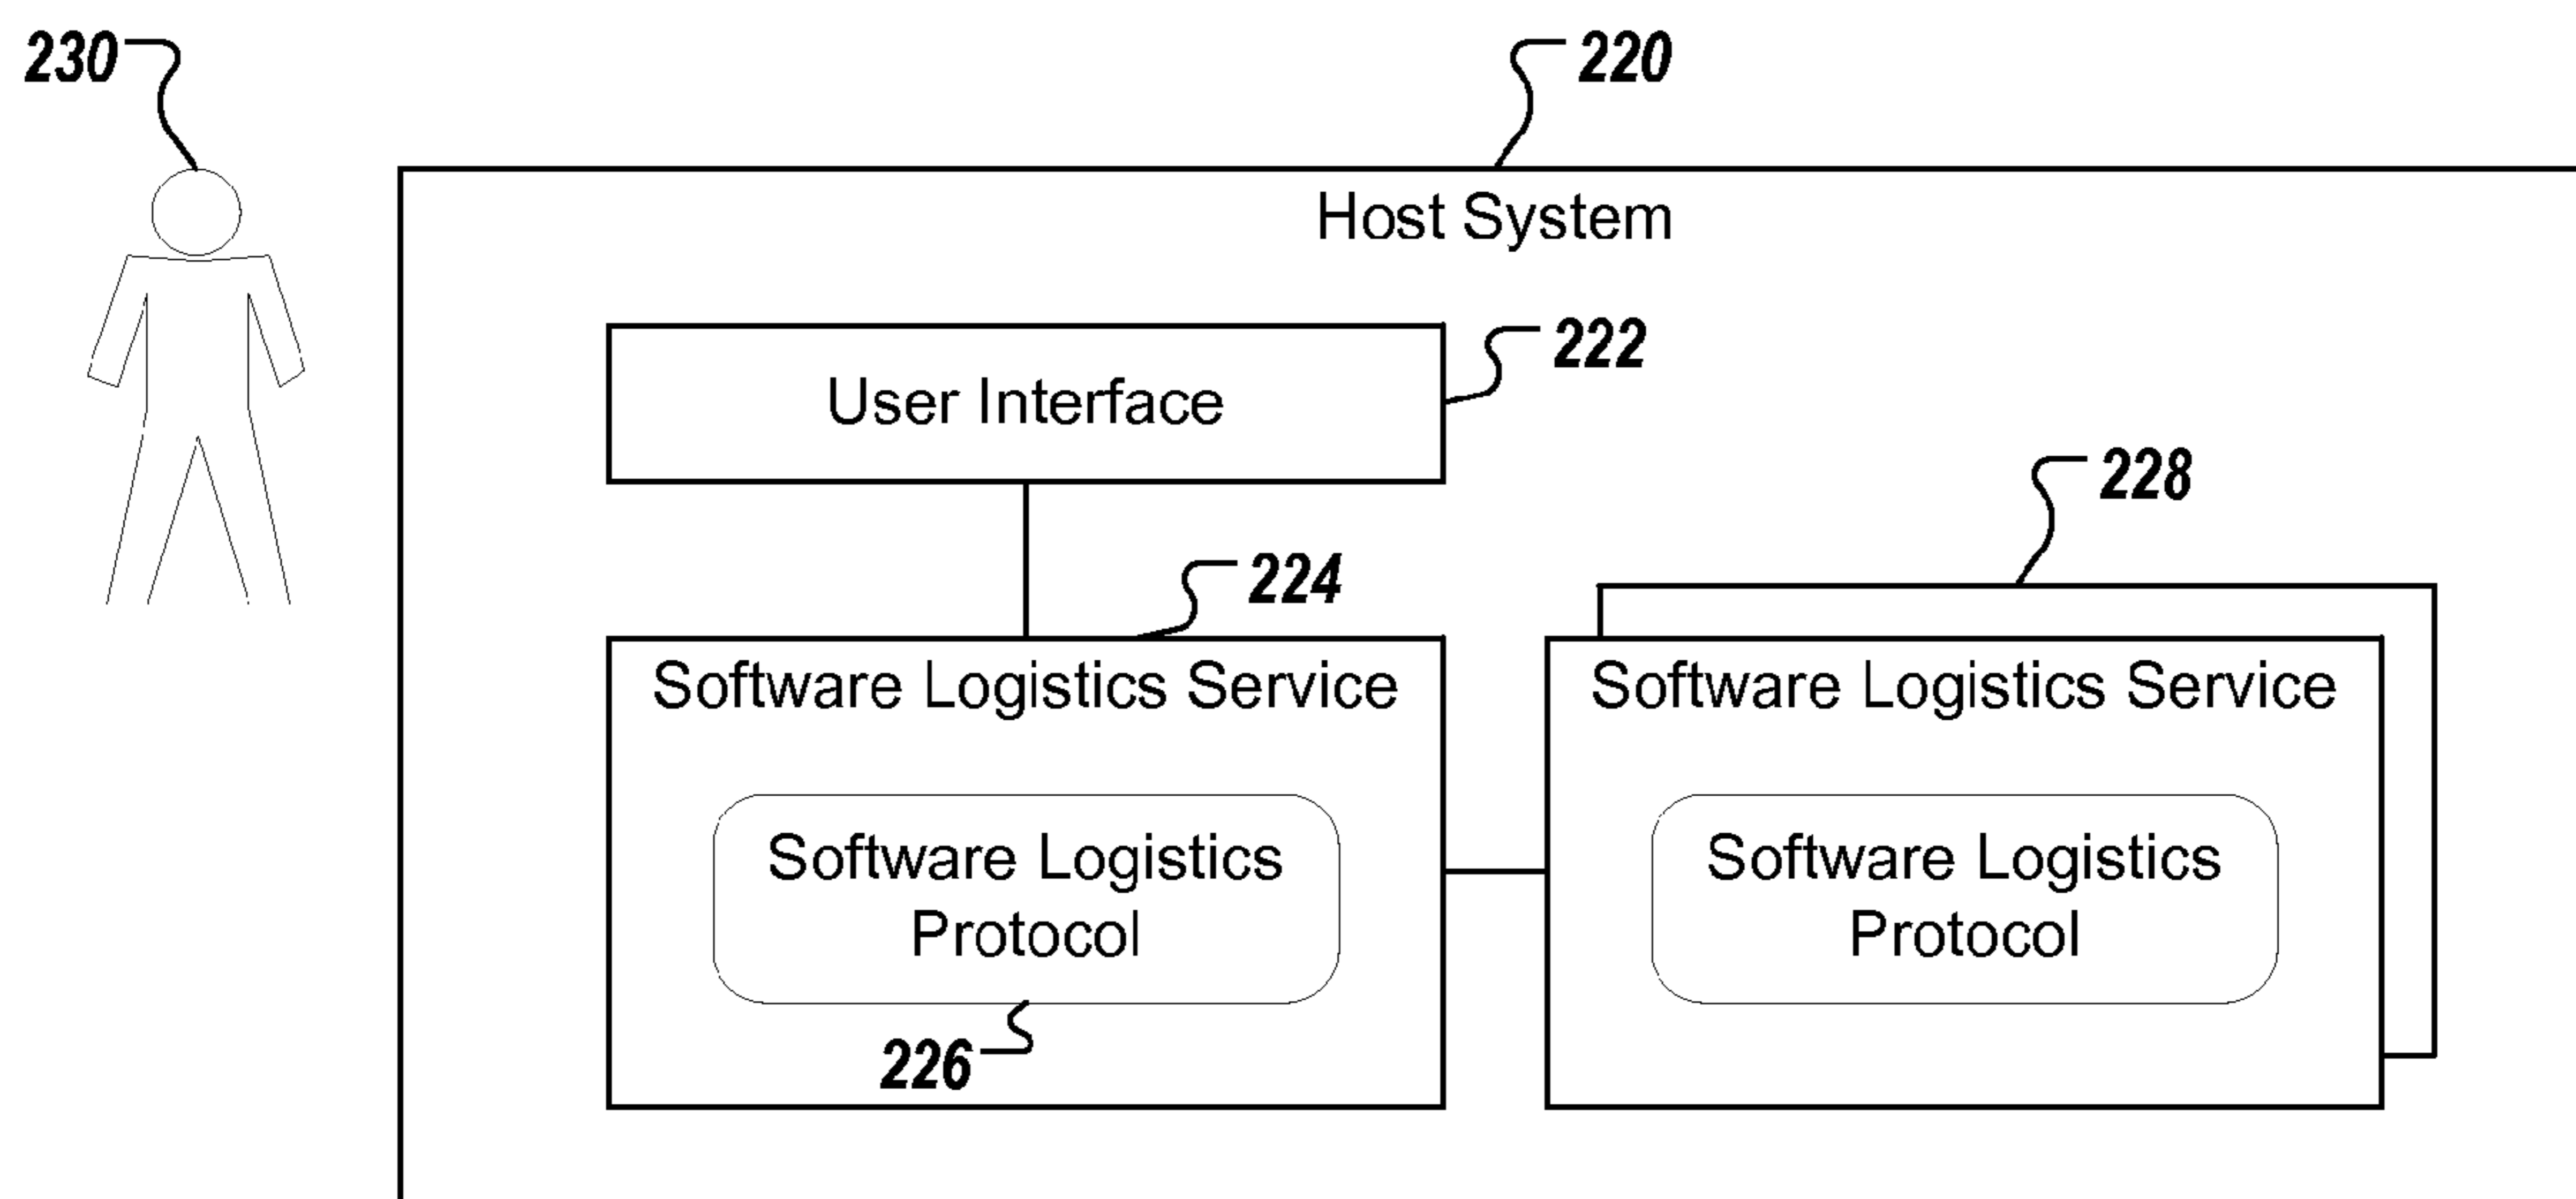 230
220
Host System
222
User Interface
228
224
Software Logistics Service
Software Logistics Protocol
226
Software Logistics Service
Software Logistics Protocol